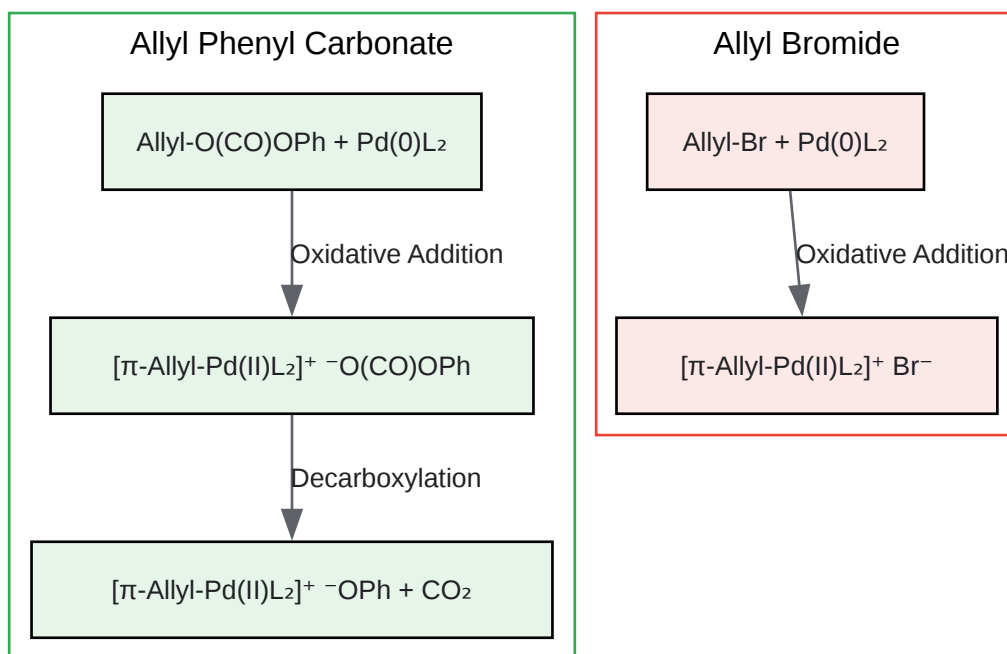 Allyl Phenyl Carbonate
Allyl-O(CO)OPh + Pd(0)L₂
Oxidative Addition
[π-Allyl-Pd(II)L₂]⁺ ⁻O(CO)OPh
Decarboxylation
[π-Allyl-Pd(II)L₂]⁺ ⁻OPh + CO₂
Allyl Bromide
Allyl-Br + Pd(0)L₂
Oxidative Addition
[π-Allyl-Pd(II)L₂]⁺ Br⁻